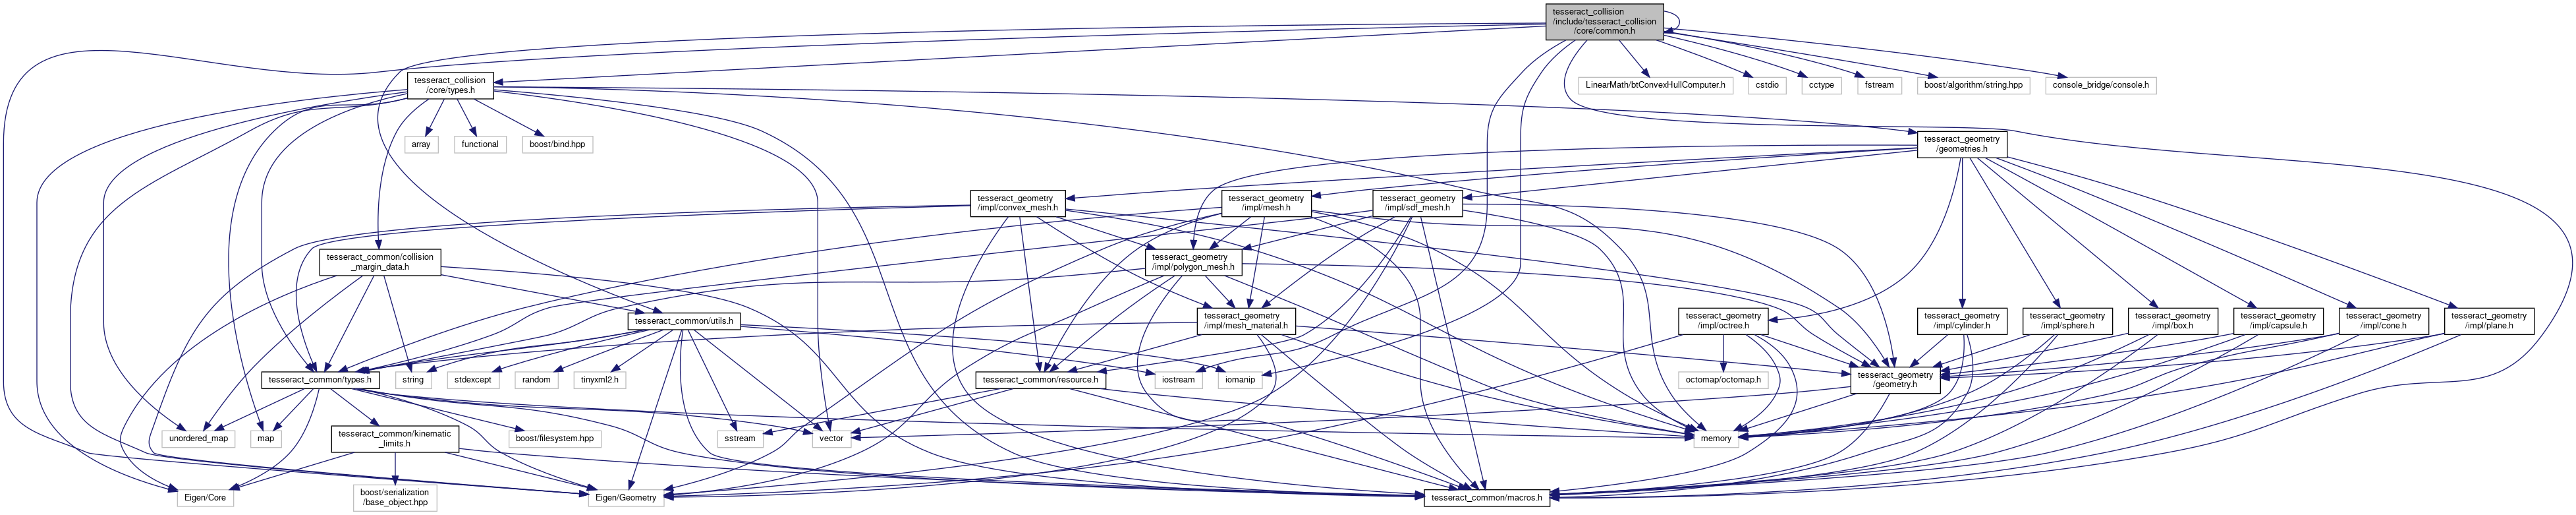 tesseract_collision
/include/tesseract_collision
/core/common.h
tesseract_collision
/core/types.h
LinearMath/btConvexHullComputer.h
cstdio
cctype
fstream
boost/algorithm/string.hpp
console_bridge/console.h
array
functional
boost/bind.hpp
tesseract_geometry
/geometries.h
tesseract_geometry
/impl/convex_mesh.h
tesseract_geometry
/impl/mesh.h
tesseract_geometry
/impl/sdf_mesh.h
tesseract_common/collision
_margin_data.h
tesseract_geometry
/impl/polygon_mesh.h
tesseract_common/utils.h
tesseract_geometry
/impl/mesh_material.h
tesseract_geometry
/impl/octree.h
tesseract_geometry
/impl/cylinder.h
tesseract_geometry
/impl/sphere.h
tesseract_geometry
/impl/box.h
tesseract_geometry
/impl/capsule.h
tesseract_geometry
/impl/cone.h
tesseract_geometry
/impl/plane.h
tesseract_common/types.h
string
stdexcept
random
tinyxml2.h
tesseract_common/resource.h
iostream
iomanip
octomap/octomap.h
tesseract_geometry
/geometry.h
unordered_map
map
tesseract_common/kinematic
_limits.h
boost/filesystem.hpp
sstream
vector
memory
Eigen/Core
boost/serialization
/base_object.hpp
Eigen/Geometry
tesseract_common/macros.h